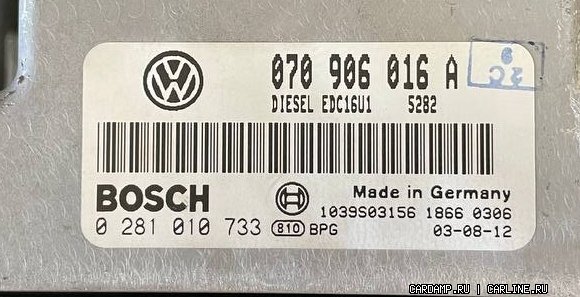 070 906 016 A
DIESEL EDC16U1 5282
BOSCH
Made in Germany
0 281 010 733 810 BPG
1039S03156 1866 0306
03-08-12
CARDAMP.RU | CARLINE.RU